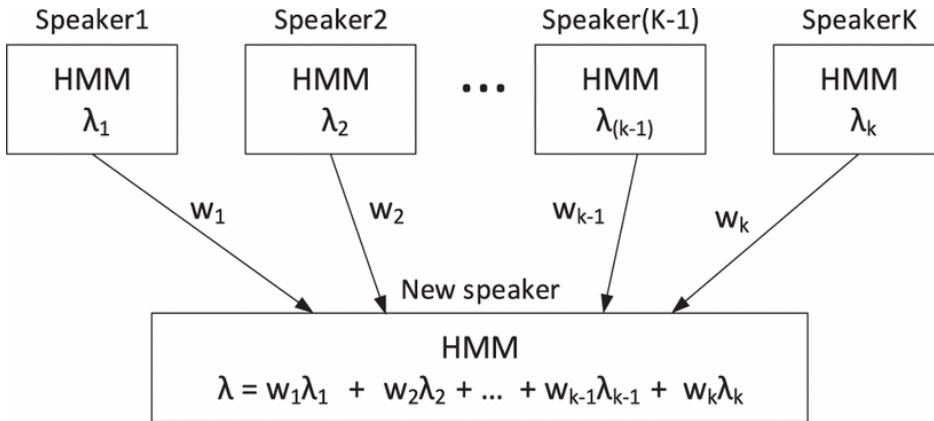 Speaker1 Speaker2 Speaker(K-1) SpeakerK
HMM HMM ... HMM HMM
λ₁ λ₂ λ₍ₖ₋₁₎ λₖ
w₁ w₂ wₖ₋₁ wₖ
New speaker
HMM
λ = w₁λ₁ + w₂λ₂ + ... + wₖ₋₁λₖ₋₁ + wₖλₖ